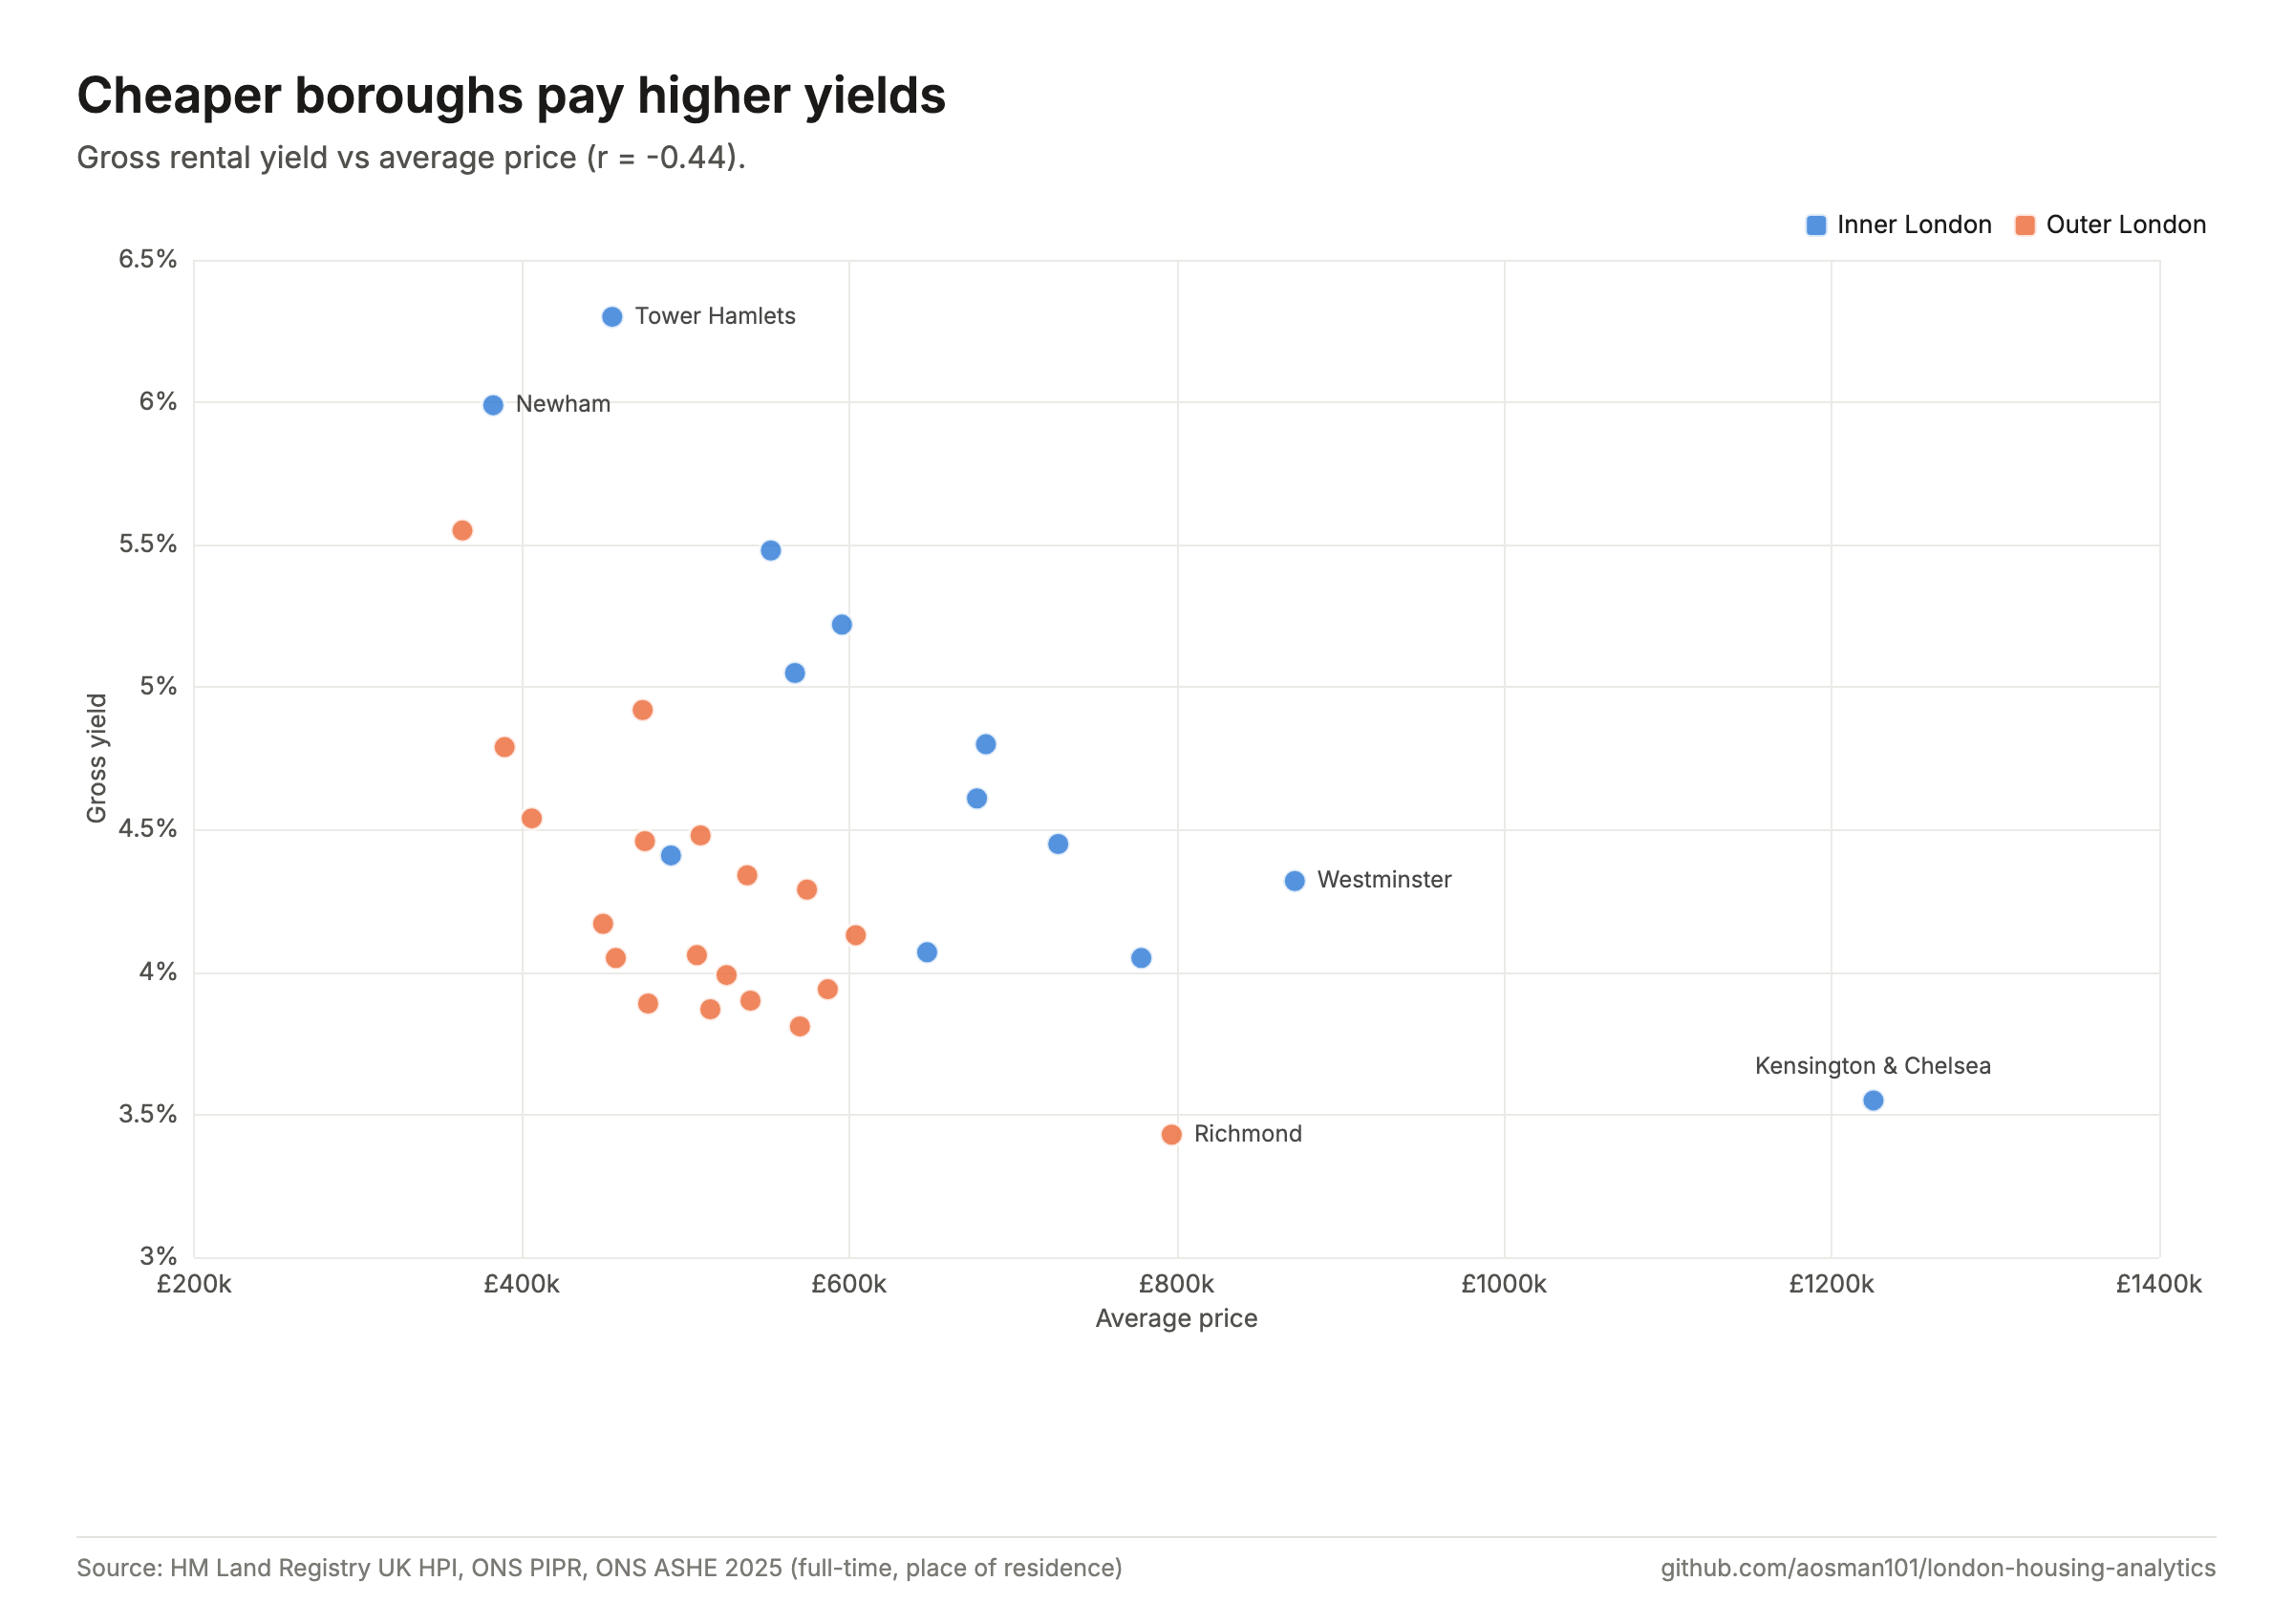 Cheaper boroughs pay higher yields
Gross rental yield vs average price (r = -0.44).
Inner London
Outer London
6.5%
6%
5.5%
5%
4.5%
4%
3.5%
3%
Gross yield
Tower Hamlets
Newham
Westminster
Kensington & Chelsea
Richmond
£200k
£400k
£600k
£800k
£1000k
£1200k
£1400k
Average price
Source: HM Land Registry UK HPI, ONS PIPR, ONS ASHE 2025 (full-time, place of residence)
github.com/aosman101/london-housing-analytics